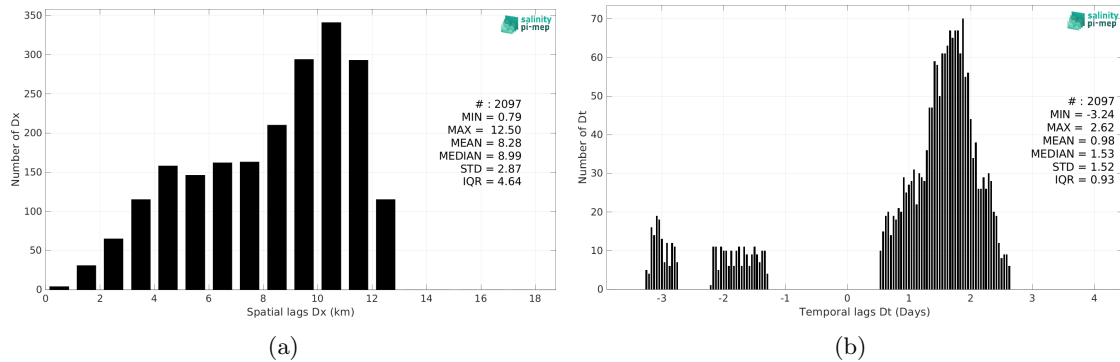 350
300
250
200
150
100
50
0
Number of Dx
salinity
pi-mep
# : 2097
MIN = 0.79
MAX = 12.50
MEAN = 8.28
MEDIAN = 8.99
STD = 2.87
IQR = 4.64
0 2 4 6 8 10 12 14 16 18
Spatial lags Dx (km)
(a)
70
60
50
40
30
20
10
0
Number of Dt
salinity
pi-mep
# : 2097
MIN = -3.24
MAX = 2.62
MEAN = 0.98
MEDIAN = 1.53
STD = 1.52
IQR = 0.93
-3 -2 -1 0 1 2 3 4
Temporal lags Dt (Days)
(b)